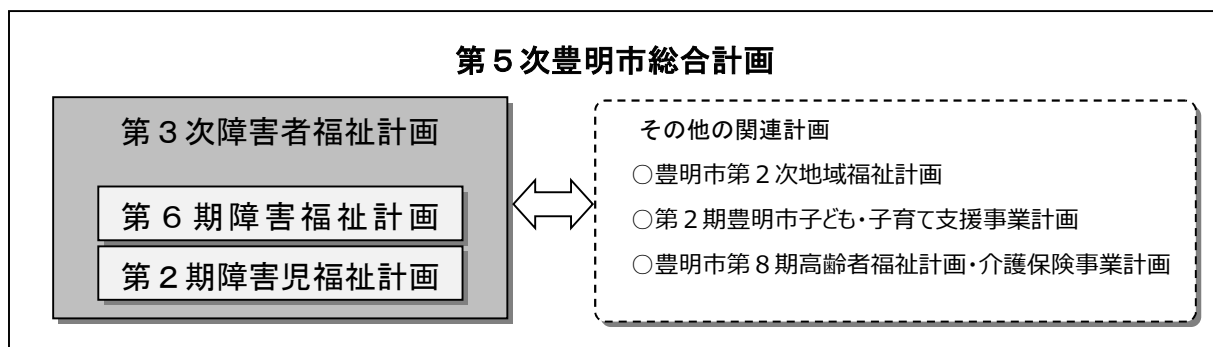 第５次豊明市総合計画
第３次障害者福祉計画
第６期障害福祉計画
第２期障害児福祉計画
その他の関連計画
○豊明市第２次地域福祉計画
○第２期豊明市子ども・子育て支援事業計画
○豊明市第８期高齢者福祉計画・介護保険事業計画